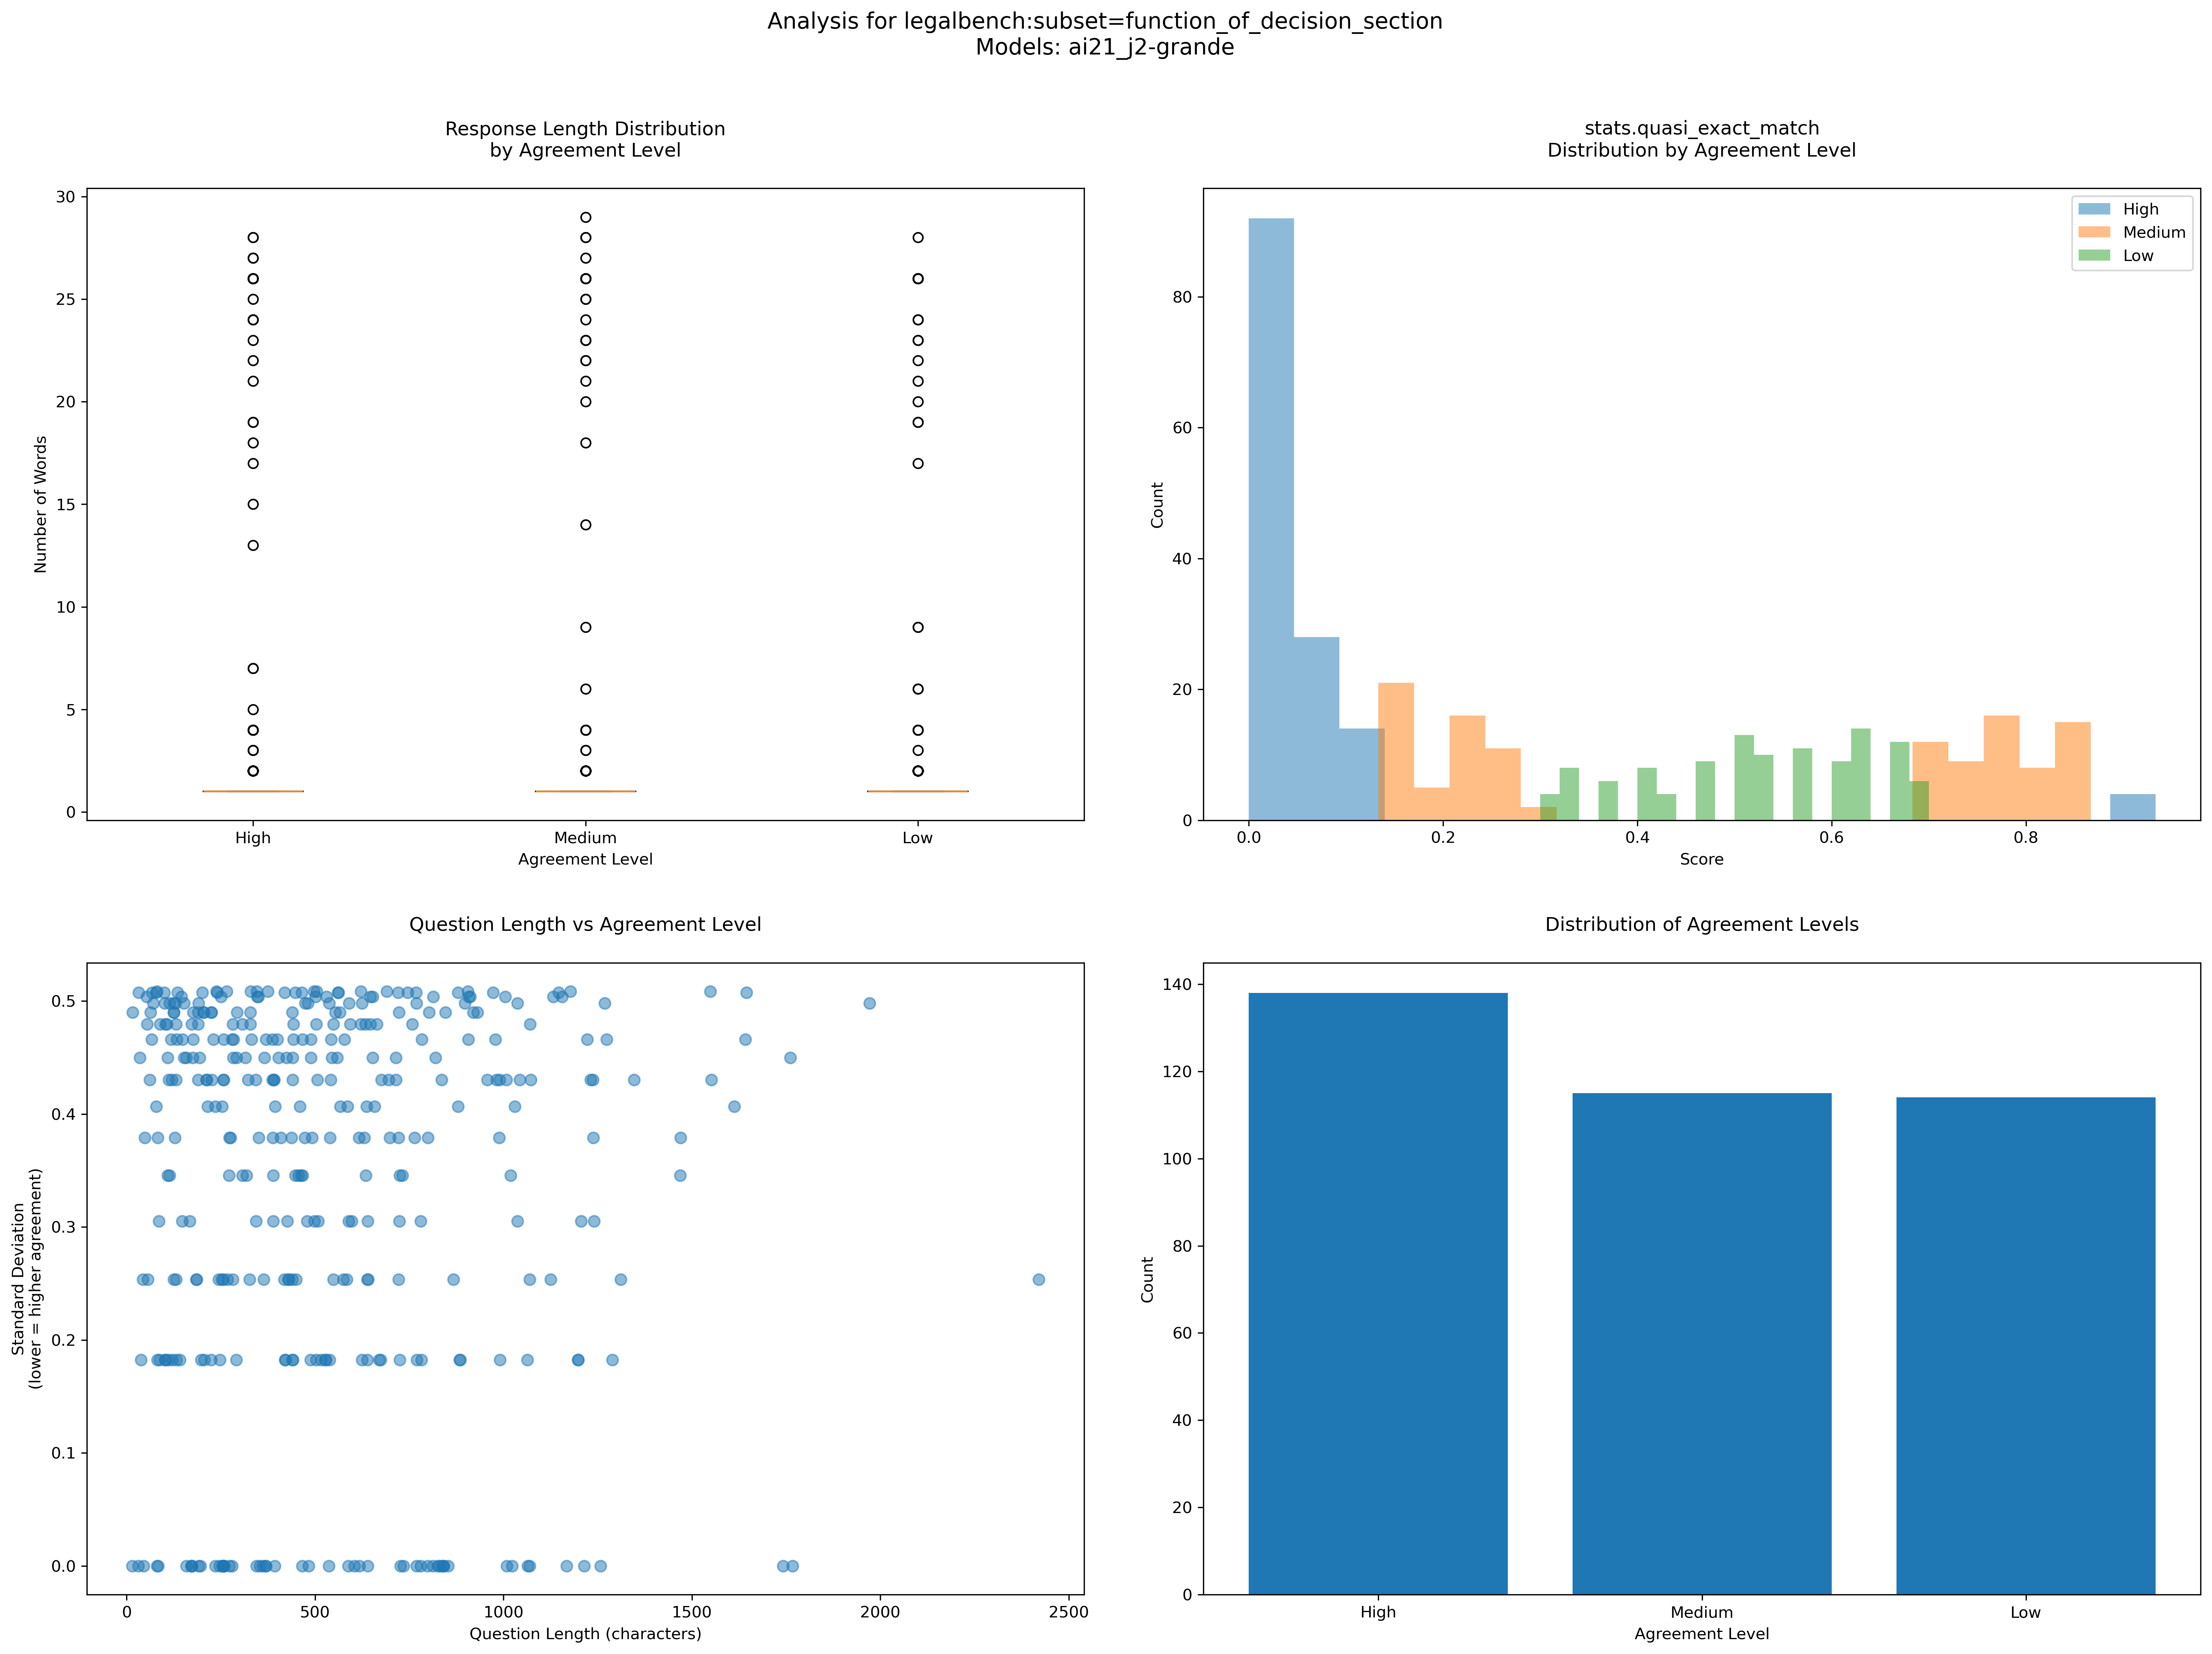 Analysis for legalbench:subset=function_of_decision_section
Models: ai21_j2-grande
Response Length Distribution
by Agreement Level
30
25
20
15
10
5
0
Number of Words
High
Medium
Low
Agreement Level
stats.quasi_exact_match
Distribution by Agreement Level
High
Medium
Low
80
60
40
20
0
Count
0.0
0.2
0.4
0.6
0.8
Score
Question Length vs Agreement Level
0.5
0.4
0.3
0.2
0.1
0.0
Standard Deviation
(lower = higher agreement)
0
500
1000
1500
2000
2500
Question Length (characters)
Distribution of Agreement Levels
140
120
100
80
60
40
20
0
Count
High
Medium
Low
Agreement Level